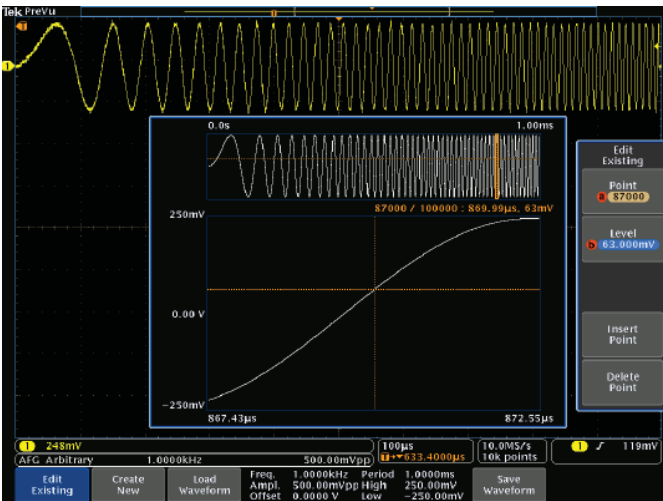 Tek PreVu
T
1
0.0s 1.00ms
87000 / 100000 : 869.99µs, 63mV
250mV
0.00 V
-250mV
867.43µs 872.55µs
Edit Existing
Point
a 87000
Level
b 63.000mV
Insert Point
Delete Point
1 248mV
100µs
T→▼633.4000µs
10.0MS/s
10k points
1 ∫ 119mV
AFG Arbitrary 1.0000kHz 500.00mVpp
Edit Existing
Create New
Load Waveform
Freq. 1.0000kHz Period 1.0000ms
Ampl. 500.00mVpp High 250.00mV
Offset 0.0000 V Low -250.00mV
Save Waveform